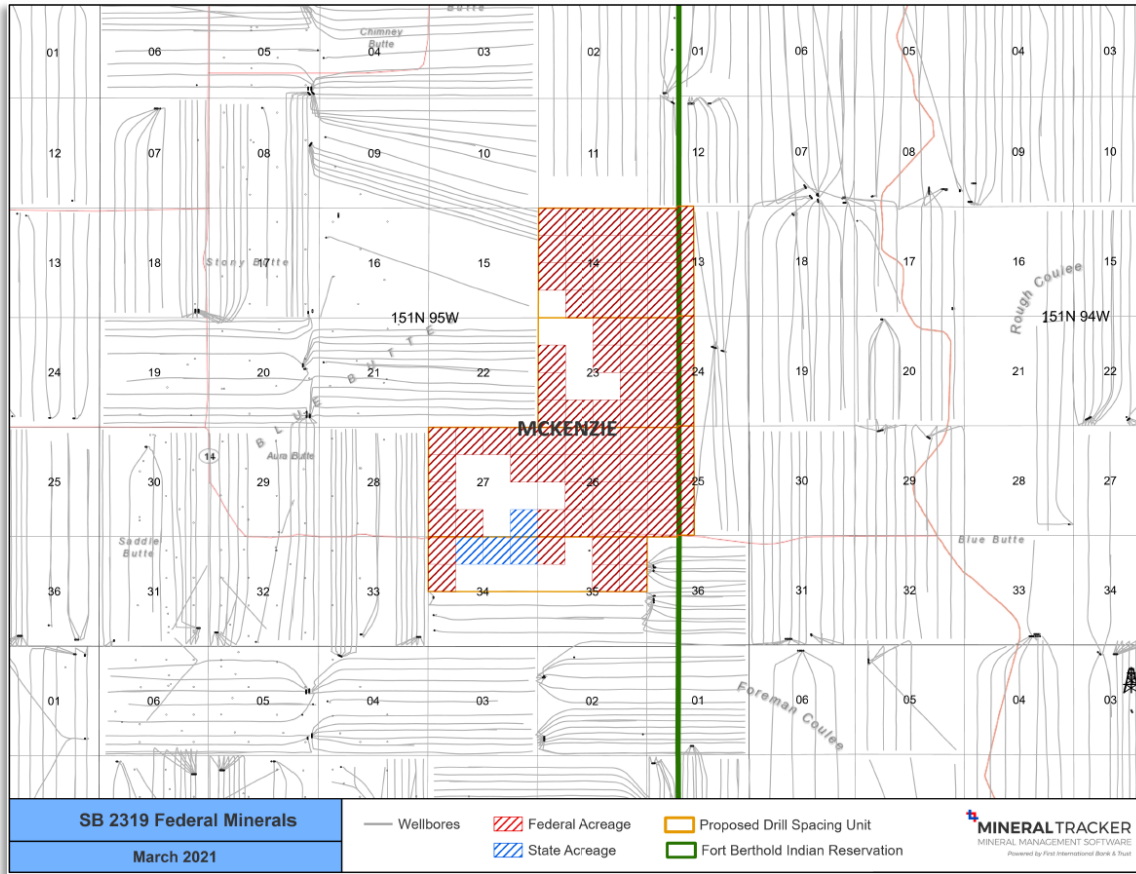 Butte
Chimney
Butte
01 06 05 04 03 02 01 06 05 04 03
12 07 08 09 10 11 12 07 08 09 10
13 18 Stony Butte 17 16 15 14 13 18 17 16 15
Rough Coulee
151N 95W
151N 94W
24 19 20 21 22 23 24 19 20 21 22
BLUE BUTTE
MCKENZIE
14
Aura Butte
25 30 29 28 27 26 25 30 29 28 27
Saddle
Butte
Blue Butte
36 31 32 33 34 35 36 31 32 33 34
01 06 05 04 03 02 01 06 05 04 03
Foreman Coulee
SB 2319 Federal Minerals
March 2021
Wellbores
Federal Acreage
Proposed Drill Spacing Unit
State Acreage
Fort Berthold Indian Reservation
MINERALTRACKER
MINERAL MANAGEMENT SOFTWARE
Powered by First International Bank & Trust